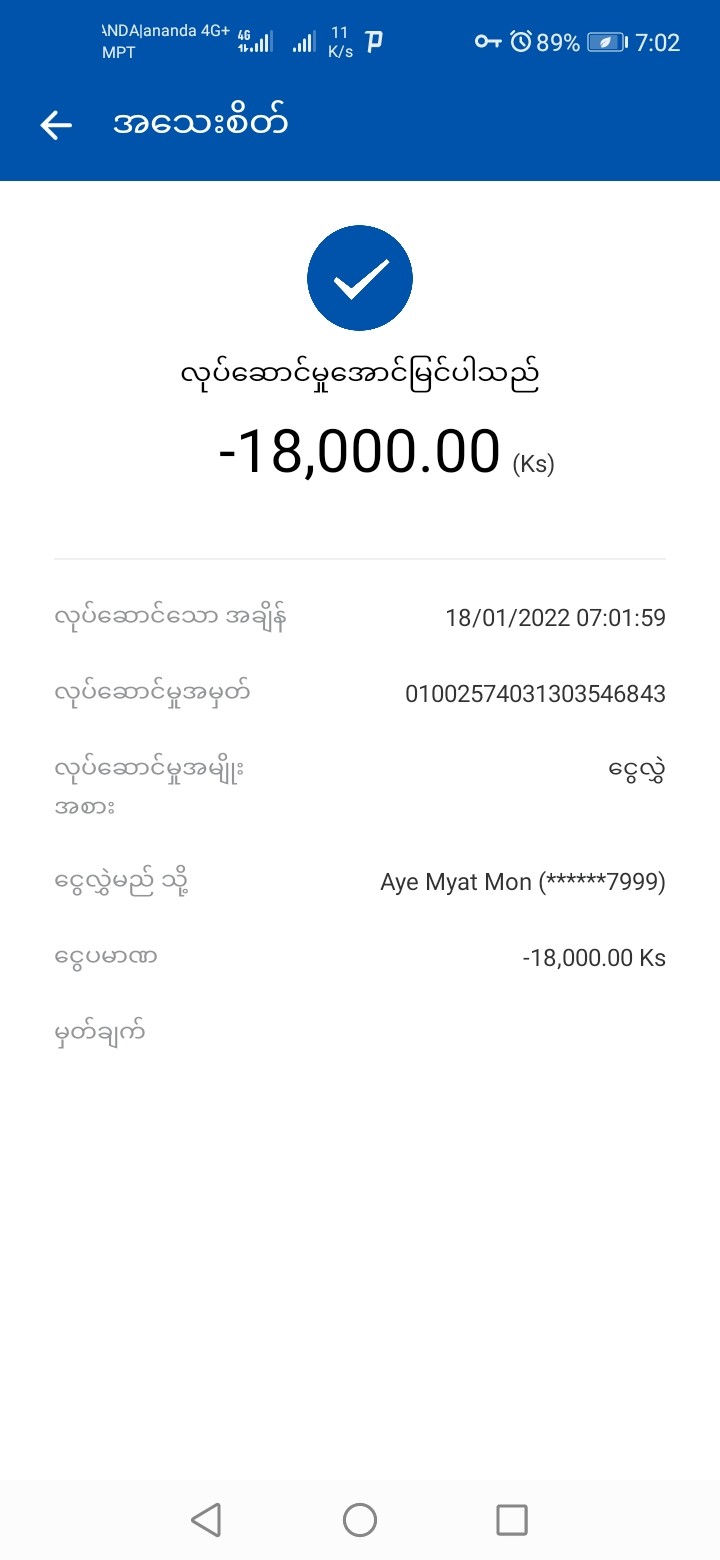 ANDA|ananda 4G+ 4G 11 K/s 89% 7:02
MPT
အသေးစိတ်
လုပ်ဆောင်မှုအောင်မြင်ပါသည်
-18,000.00 (Ks)
လုပ်ဆောင်သော အချိန် 18/01/2022 07:01:59
လုပ်ဆောင်မှုအမှတ် 01002574031303546843
လုပ်ဆောင်မှုအမျိုး ငွေလွှဲ
အစား
ငွေလွှဲမည် သို့ Aye Myat Mon (******7999)
ငွေပမာဏ -18,000.00 Ks
မှတ်ချက်